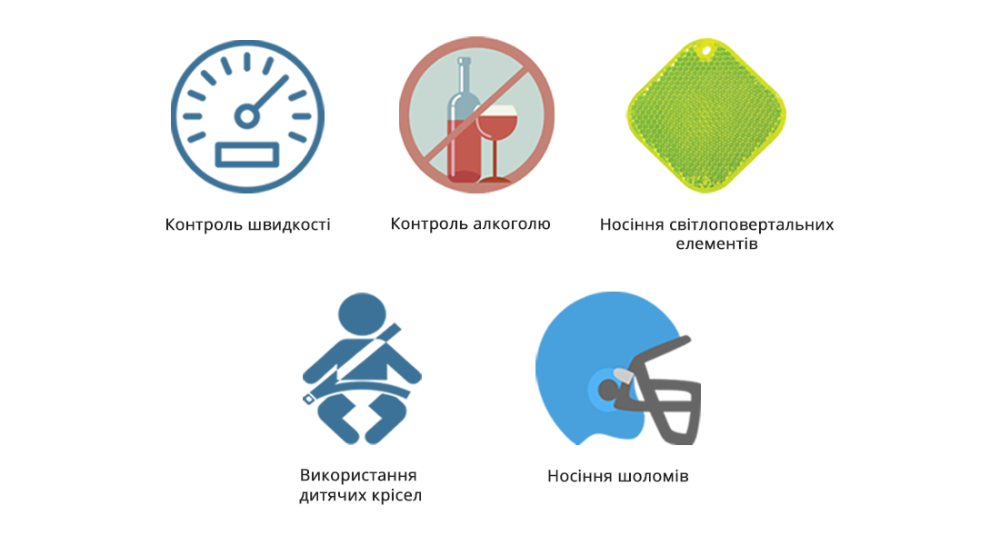 Контроль швидкості
Контроль алкоголю
Носіння світлоповертальних
елементів
Використання
дитячих крісел
Носіння шоломів